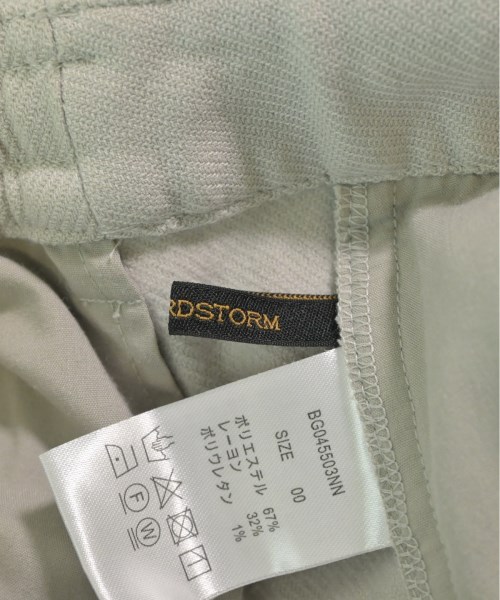 RDSTORM
BG045503NN
SIZE 00
ポリエステル 67%
レーヨン 32%
ポリウレタン 1%
F
W